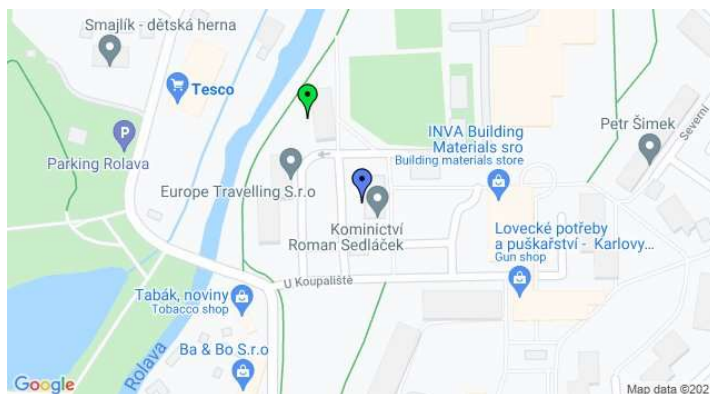 Smajlík - dětská herna
Tesco
P
Parking Rolava
Europe Travelling S.r.o
INVA Building
Materials sro
Building materials store
Petr Šimek
Severní
Kominictví
Roman Sedláček
Lovecké potřeby
a puškařství - Karlovy...
Gun shop
U Koupaliště
Tabák, noviny
Tobacco shop
Ba & Bo S.r.o
Rolava
Google
Map data ©202